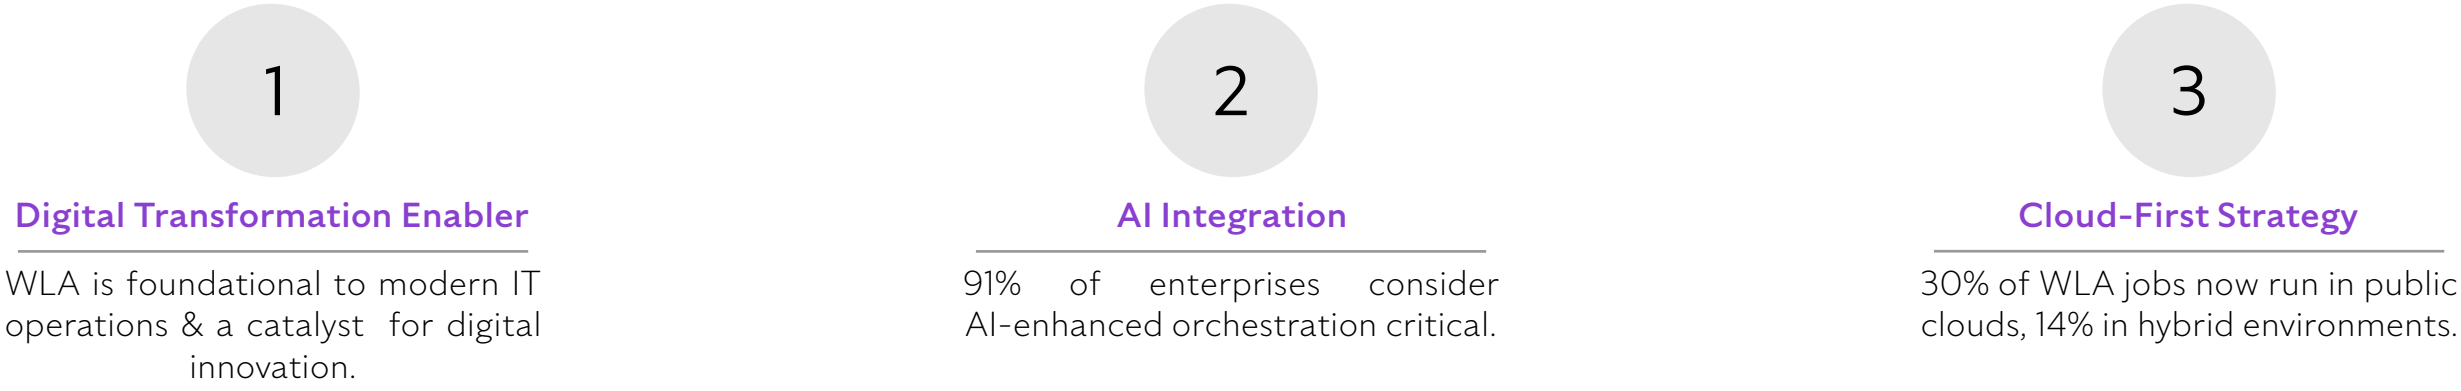 1
Digital Transformation Enabler
WLA is foundational to modern IT
operations & a catalyst for digital
innovation.
2
AI Integration
91% of enterprises consider
AI-enhanced orchestration critical.
3
Cloud-First Strategy
30% of WLA jobs now run in public
clouds, 14% in hybrid environments.